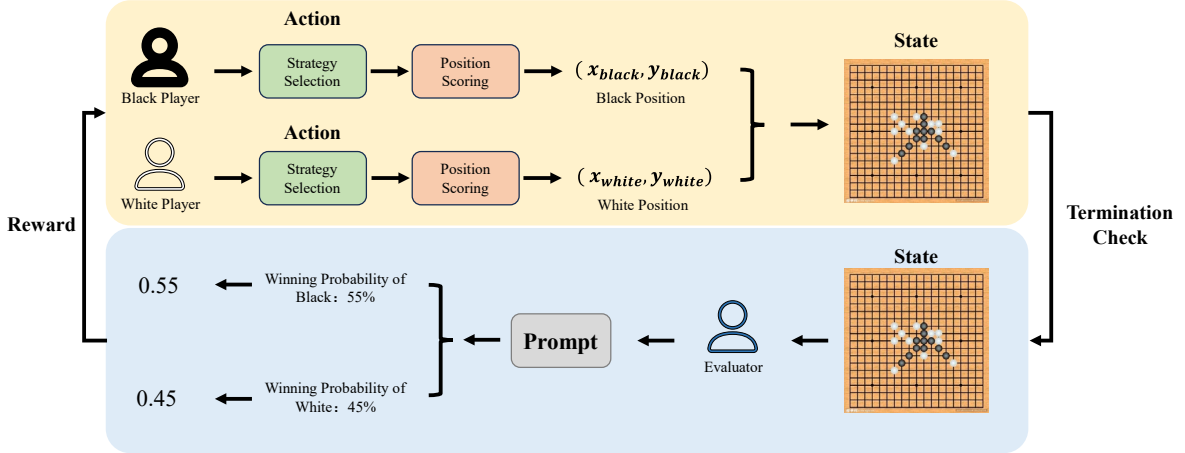 Action
State
Strategy
Selection
Position
Scoring
(x_black, y_black)
Black Player
Black Position
Action
Strategy
Selection
Position
Scoring
(x_white, y_white)
White Player
White Position
Reward
Termination
Check
State
0.55
Winning Probability of
Black：55%
Prompt
Evaluator
0.45
Winning Probability of
White：45%